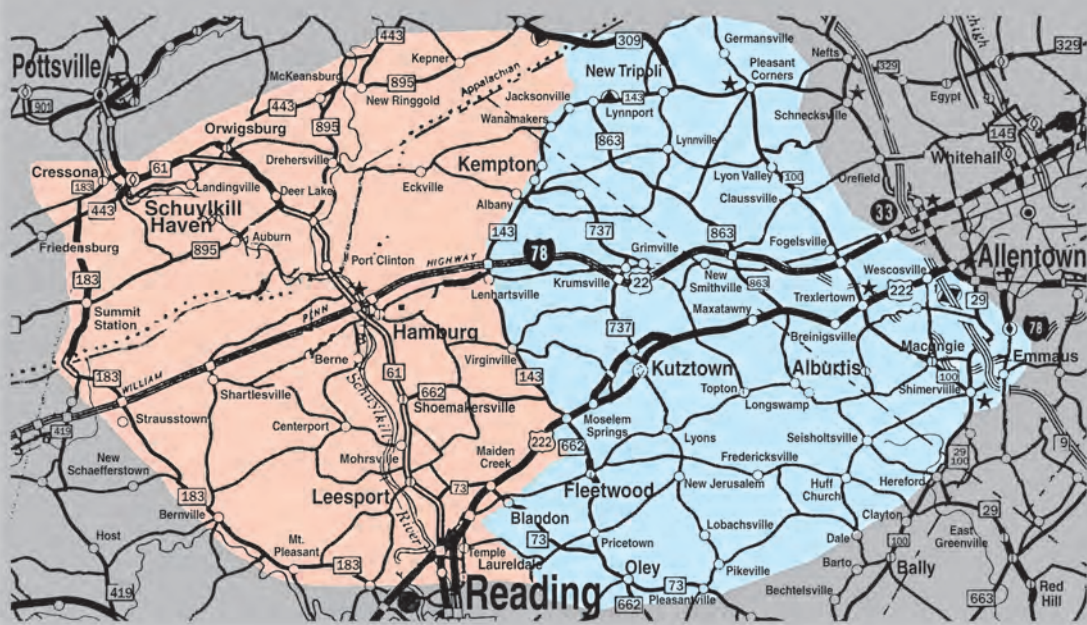 443
309
Germansville
Nefts
329
Pottsville
Kepner
New Tripoli
Pleasant
Corners
McKeansburg
895
Appalachian
Jacksonville
143
329
Egypt
901
New Ringgold
443
Wanamakers
Lynnport
Schnecksville
145
Orwigsburg
895
863
61
Drehersville
Kempton
Lynnville
Whitehall
Cressona
183
Landingville
Deer Lake
Eckville
Lyon Valley
100
Orefield
443
Schuylkill
Haven
Albany
Claussville
33
Friedensburg
895
Auburn
143
737
863
Fogelsville
Port Clinton
HIGHWAY
78
Grimville
Wescosville
Allentown
183
Krumsville
22
New
Smithville
863
222
Lenhartsville
Trexlertown
29
Summit
Station
PENN
Hamburg
737
Maxatawny
Breinigsville
78
Berne
Virginville
Kutztown
Alburtis
Macungie
Emmaus
183
WILLIAM
61
143
100
Shartlesville
Schuylkill
662
Topton
Shimerville
Strausstown
Shoemakersville
Longswamp
419
Centerport
222
Moselem
Springs
662
Lyons
Seisholtsville
9
New
Schaefferstown
Mohrsville
Maiden
Creek
Fredericksville
29
100
183
Leesport
73
Fleetwood
New Jerusalem
Huff
Church
Hereford
Bernville
River
Blandon
Clayton
29
Host
73
Lobachsville
East
Greenville
Mt.
Pleasant
Pricetown
Dale
100
183
Temple
Laureldale
Oley
Pikeville
Barto
Bally
419
Reading
73
Bechtelsville
Red
Hill
662
Pleasantville
663